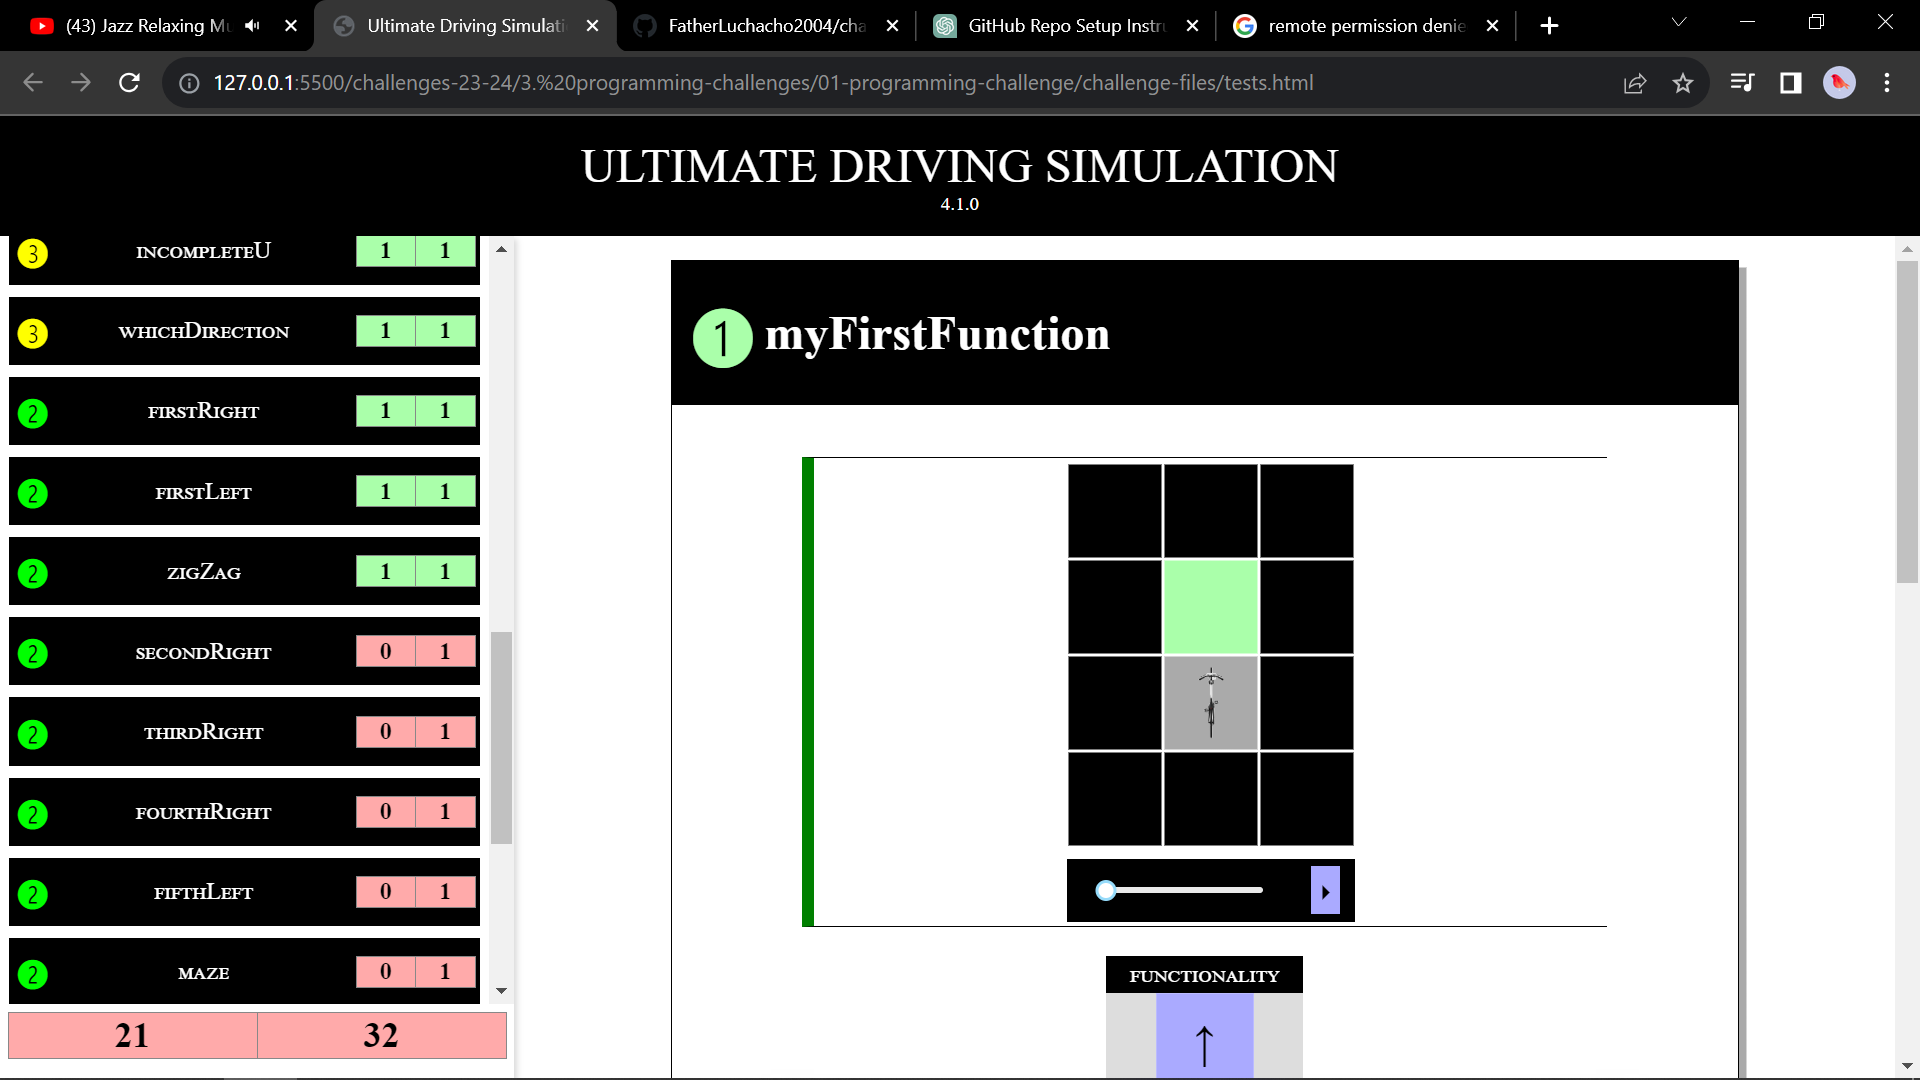 (43) Jazz Relaxing Mu
Ultimate Driving Simulati
FatherLuchacho2004/cha
GitHub Repo Setup Instru
remote permission denie
127.0.0.1:5500/challenges-23-24/3.%20programming-challenges/01-programming-challenge/challenge-files/tests.html
ULTIMATE DRIVING SIMULATION
4.1.0
3 INCOMPLETEU 1 1
3 WHICHDIRECTION 1 1
2 FIRSTRIGHT 1 1
2 FIRSTLEFT 1 1
2 ZIGZAG 1 1
2 SECONDRIGHT 0 1
2 THIRDRIGHT 0 1
2 FOURTHRIGHT 0 1
2 FIFTHLEFT 0 1
2 MAZE 0 1
21 32
1 myFirstFunction
FUNCTIONALITY
↑